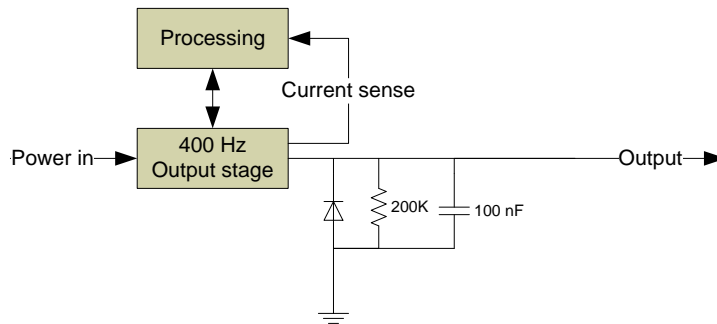 Processing
Current sense
Power in
400 Hz
Output stage
Output
200K
100 nF